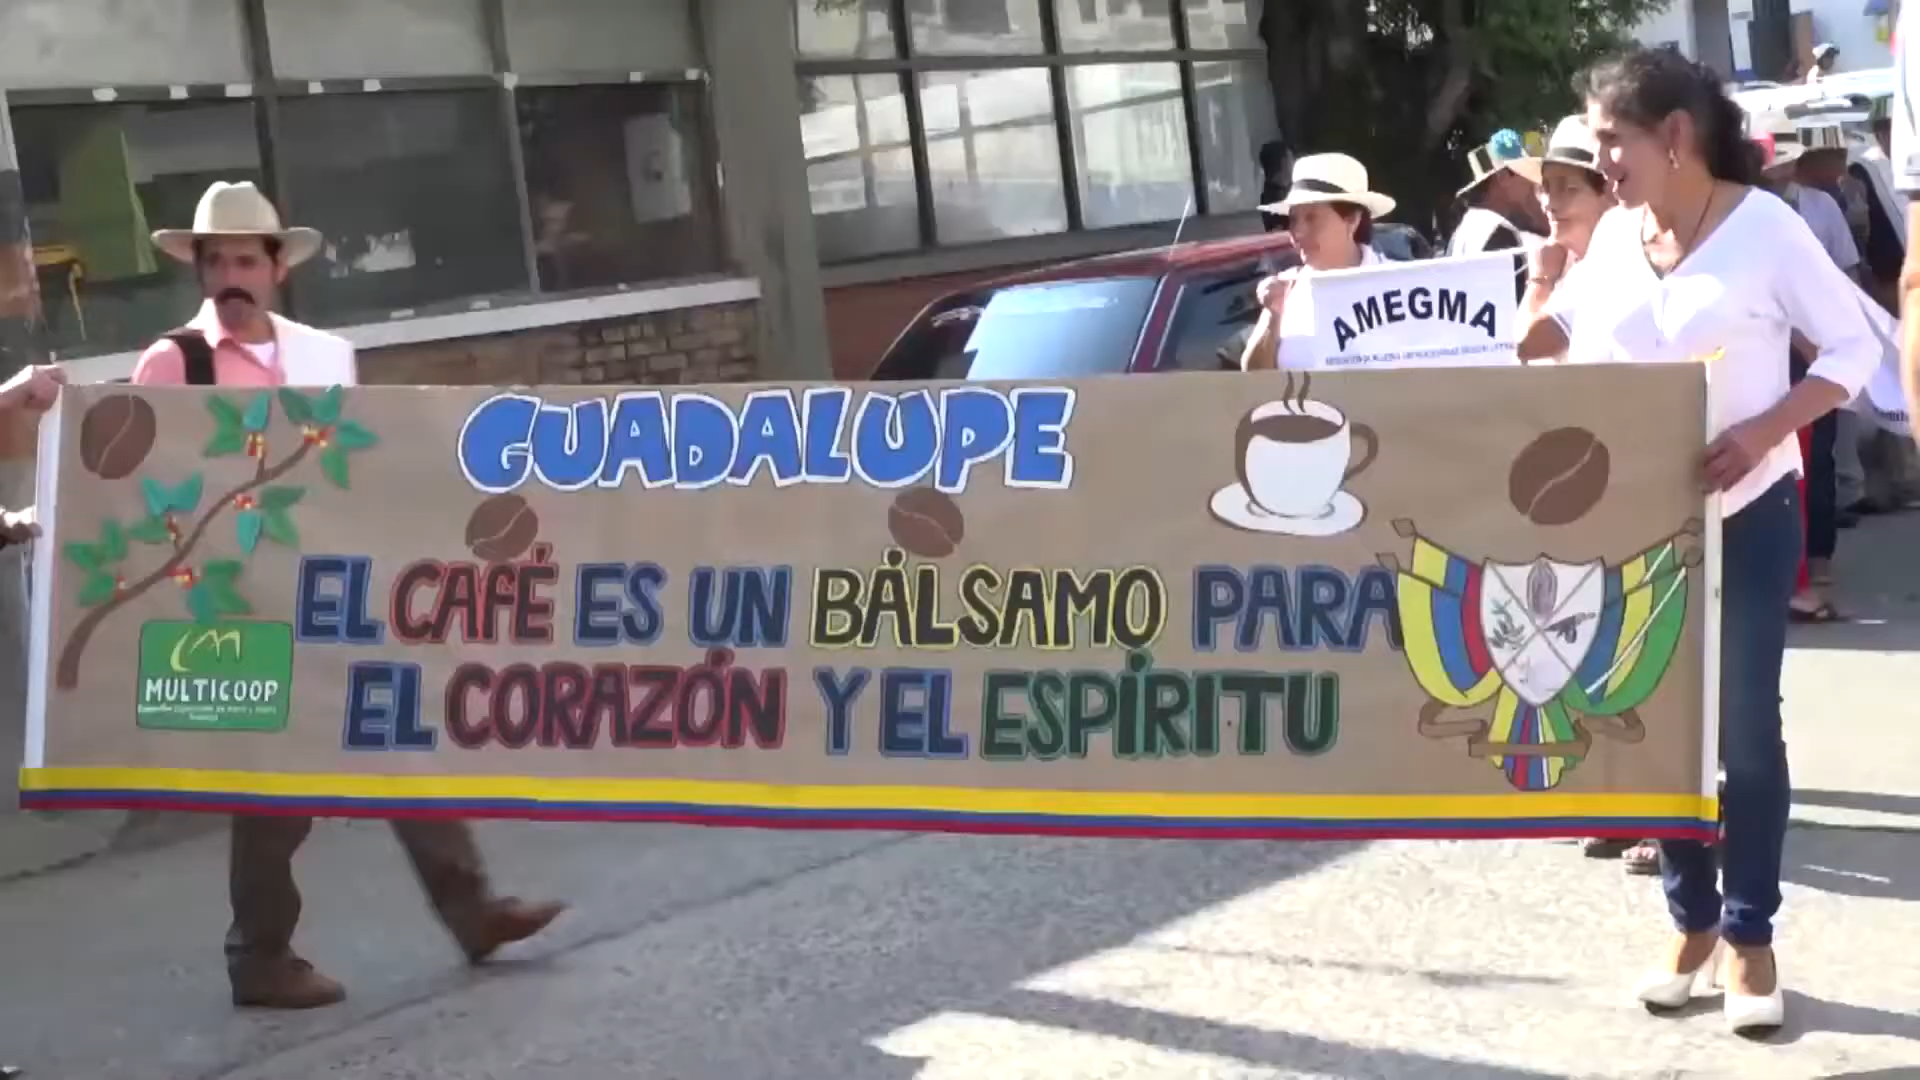 AMEGMA
GUADALUPE
EL CAFÉ ES UN BÁLSAMO PARA
EL CORAZÓN Y EL ESPÍRITU
MULTICOOP